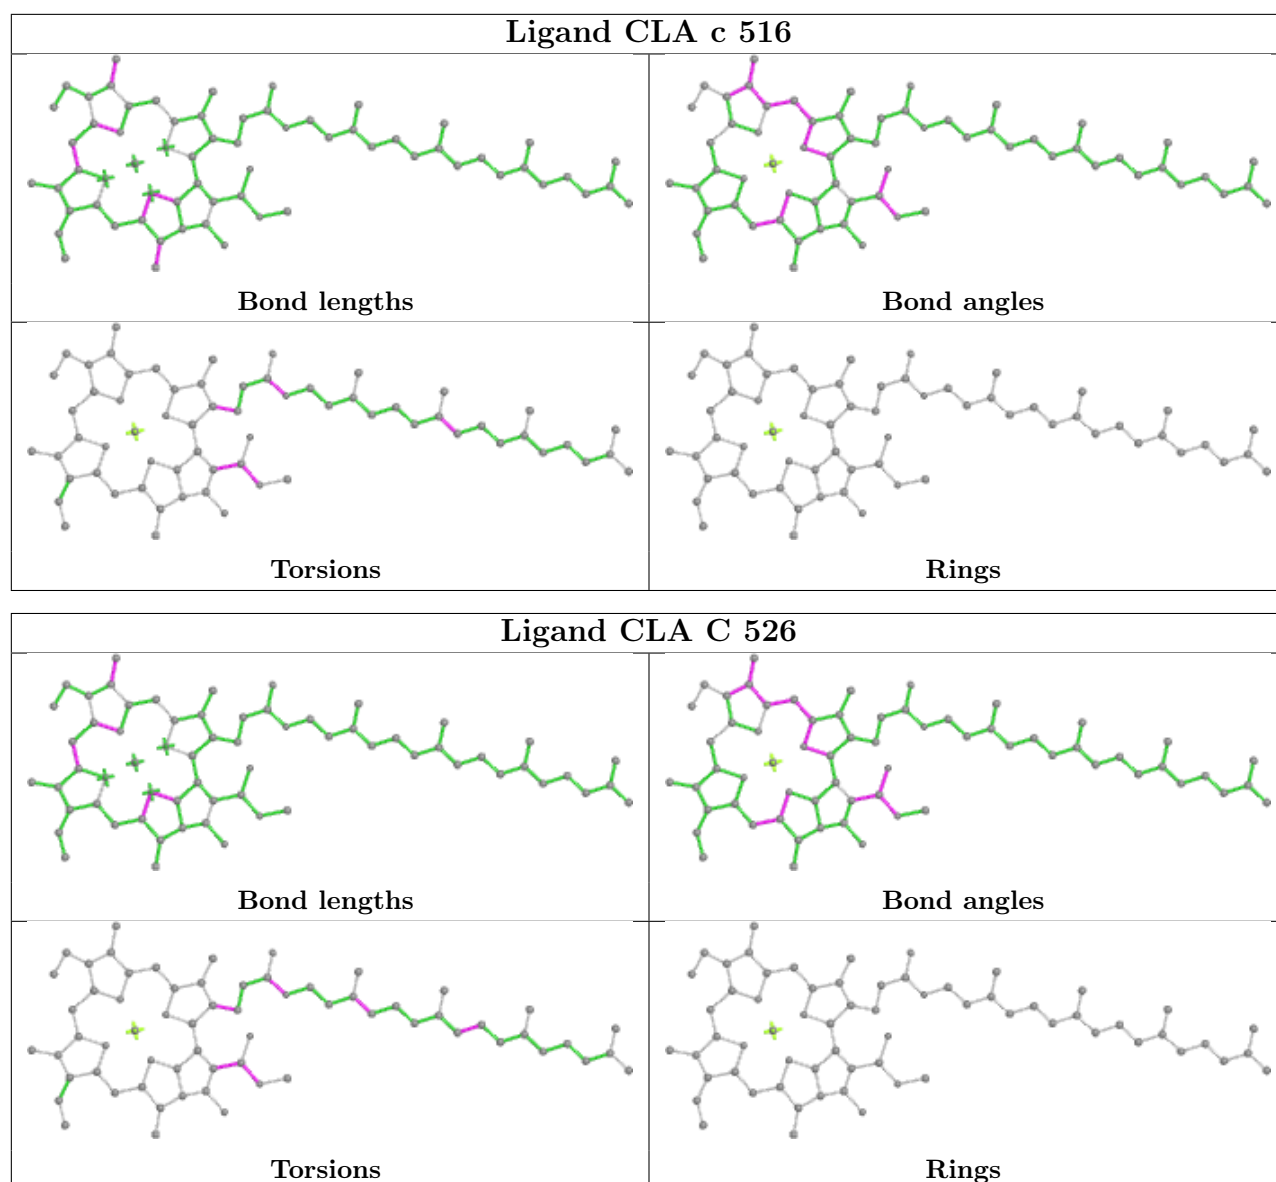 Ligand CLA c 516
Bond lengths
Bond angles
Torsions
Rings
Ligand CLA C 526
Bond lengths
Bond angles
Torsions
Rings